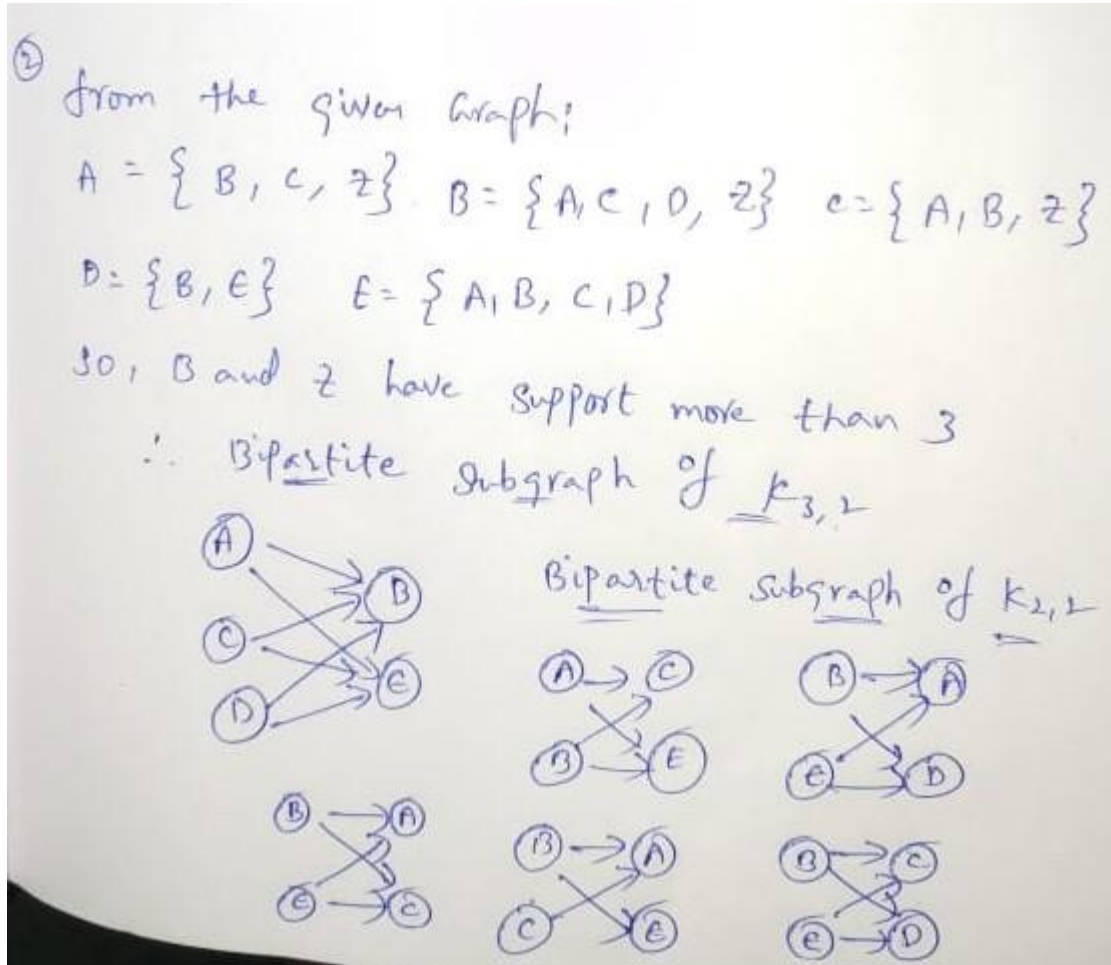 ②
from the given Graph;
A = { B, C, Z} B = {A, C, D, Z} C = { A, B, Z}
D = {B, E} E = { A, B, C, D}
So, B and Z have support more than 3
∴ Bipartite Subgraph of K3,2
A
B
C
D
E
Bipartite Subgraph of K2,2
A C
B E
B A
E D
B A
E C
B A
C E
B C
E D